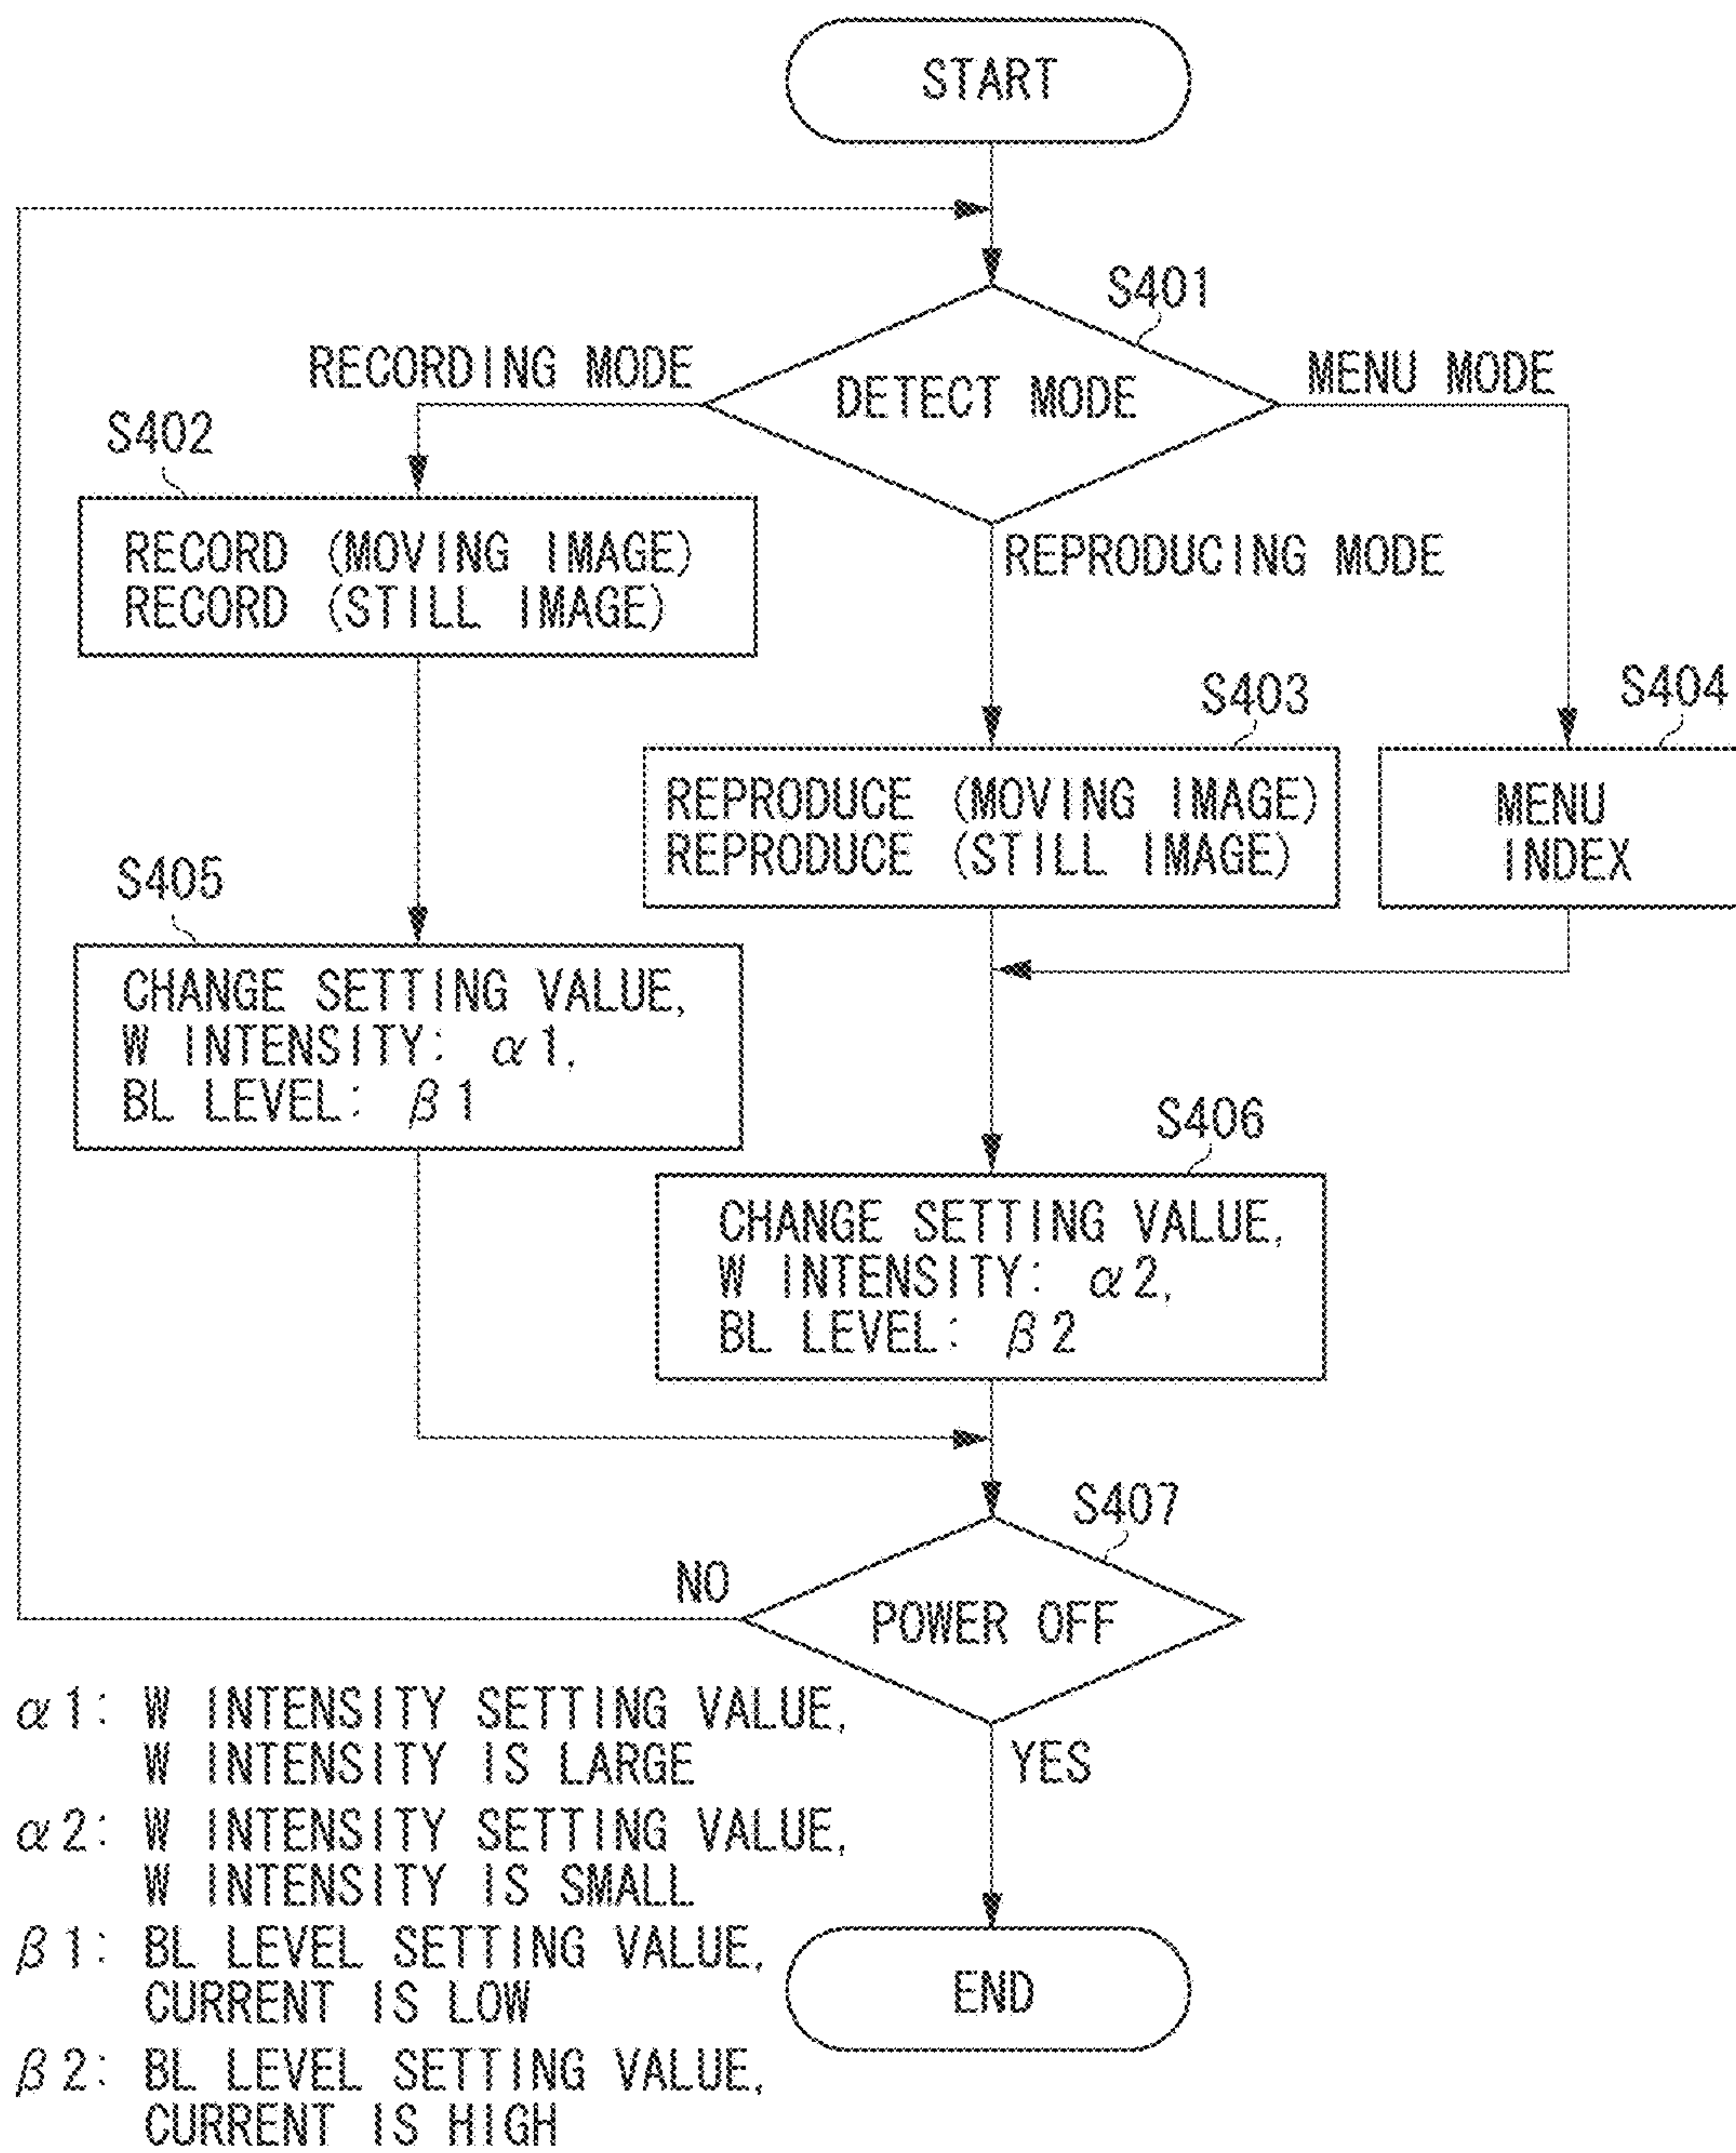 START
S401
RECORDING MODE
DETECT MODE
MENU MODE
S402
RECORD (MOVING IMAGE)
RECORD (STILL IMAGE)
REPRODUCING MODE
S403
S404
REPRODUCE (MOVING IMAGE)
REPRODUCE (STILL IMAGE)
MENU
INDEX
S405
CHANGE SETTING VALUE,
W INTENSITY: α1,
BL LEVEL: β1
S406
CHANGE SETTING VALUE,
W INTENSITY: α2,
BL LEVEL: β2
S407
NO
POWER OFF
YES
α1: W INTENSITY SETTING VALUE,
W INTENSITY IS LARGE
α2: W INTENSITY SETTING VALUE,
W INTENSITY IS SMALL
β1: BL LEVEL SETTING VALUE,
CURRENT IS LOW
β2: BL LEVEL SETTING VALUE,
CURRENT IS HIGH
END